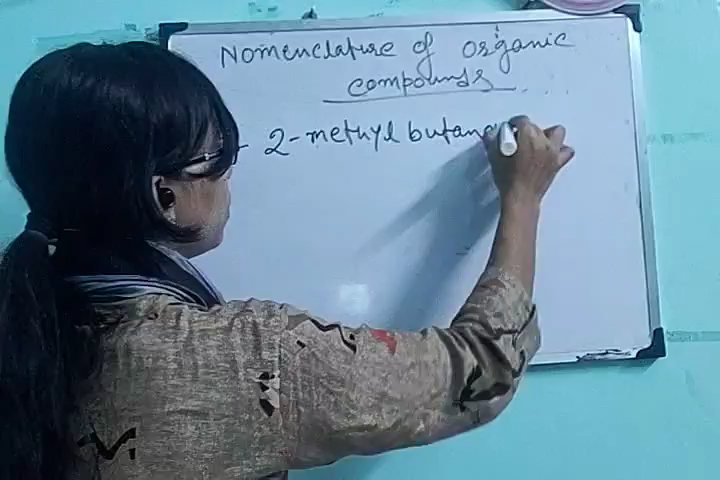 Nomenclature of organic
compounds
- 2-methyl butan